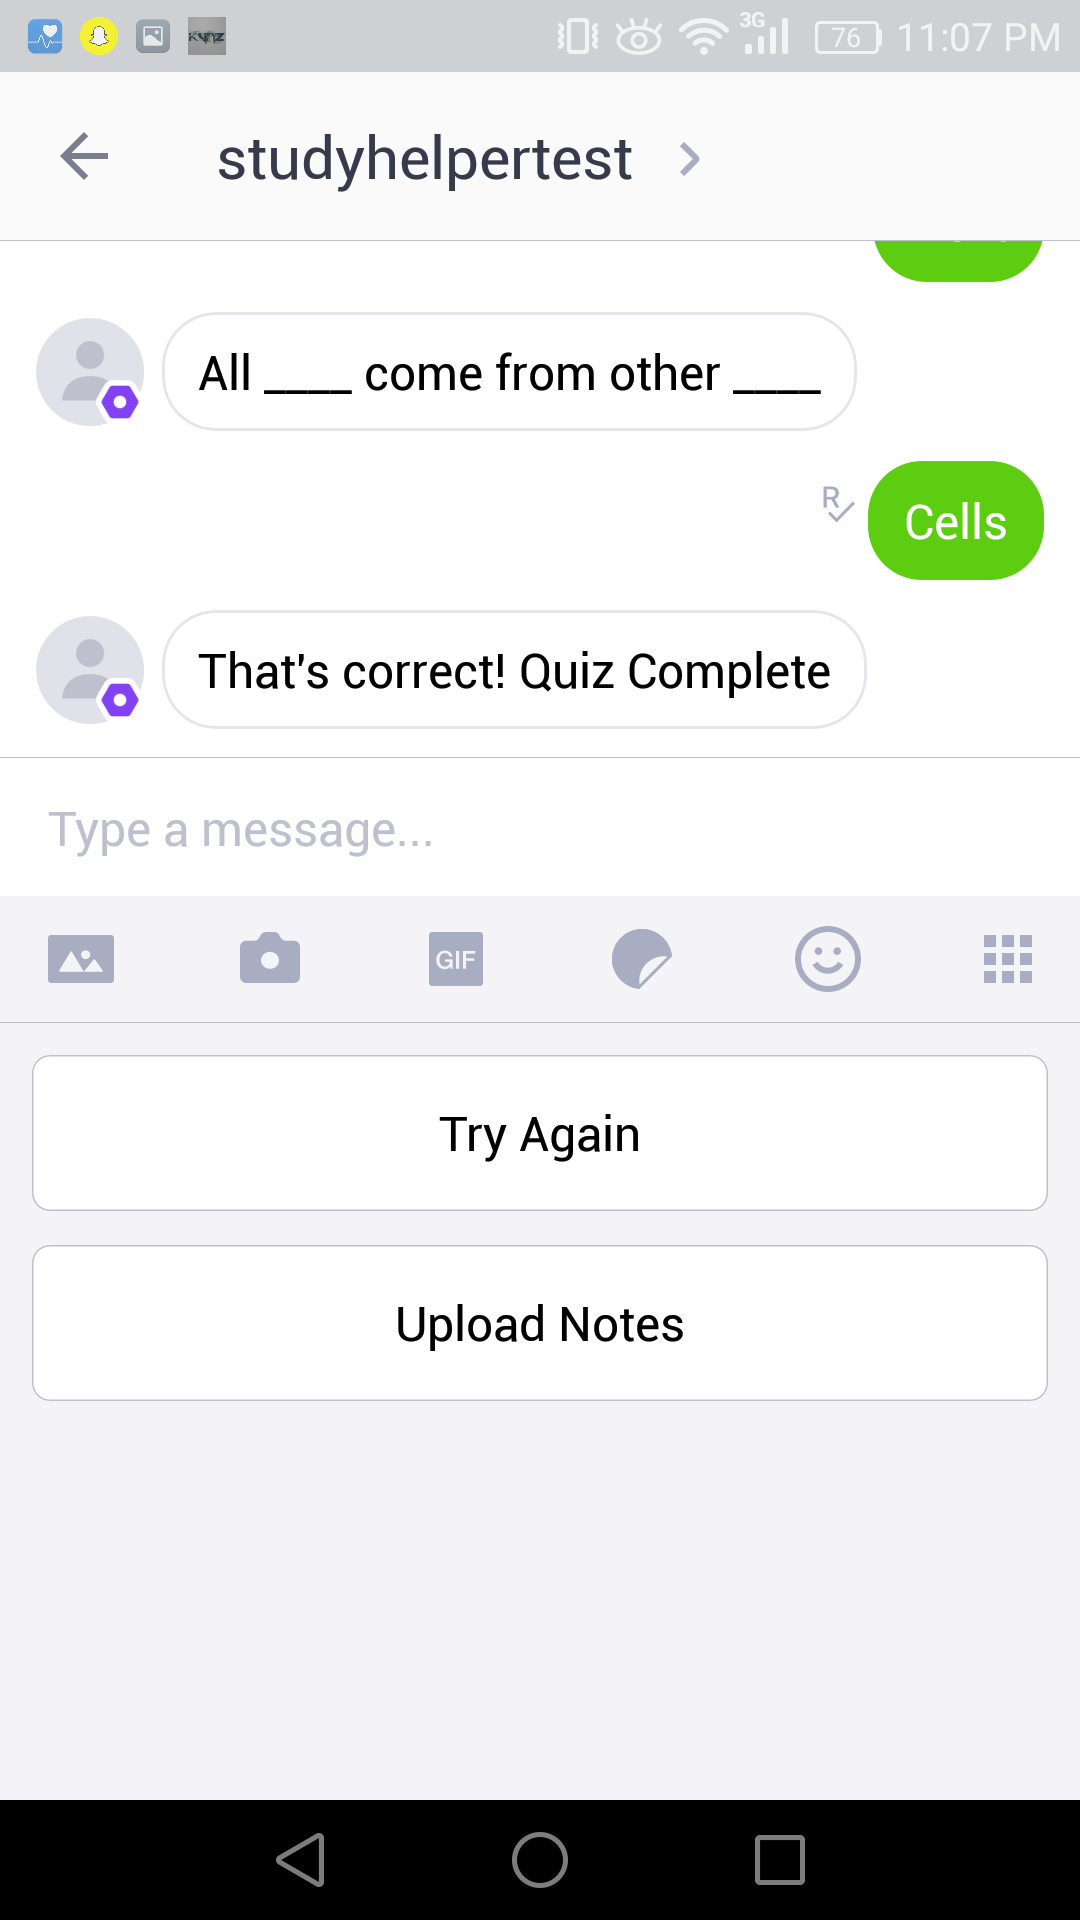 3G 76 11:07 PM
studyhelpertest
All ____ come from other ____
R
Cells
That's correct! Quiz Complete
Type a message...
GIF
Try Again
Upload Notes